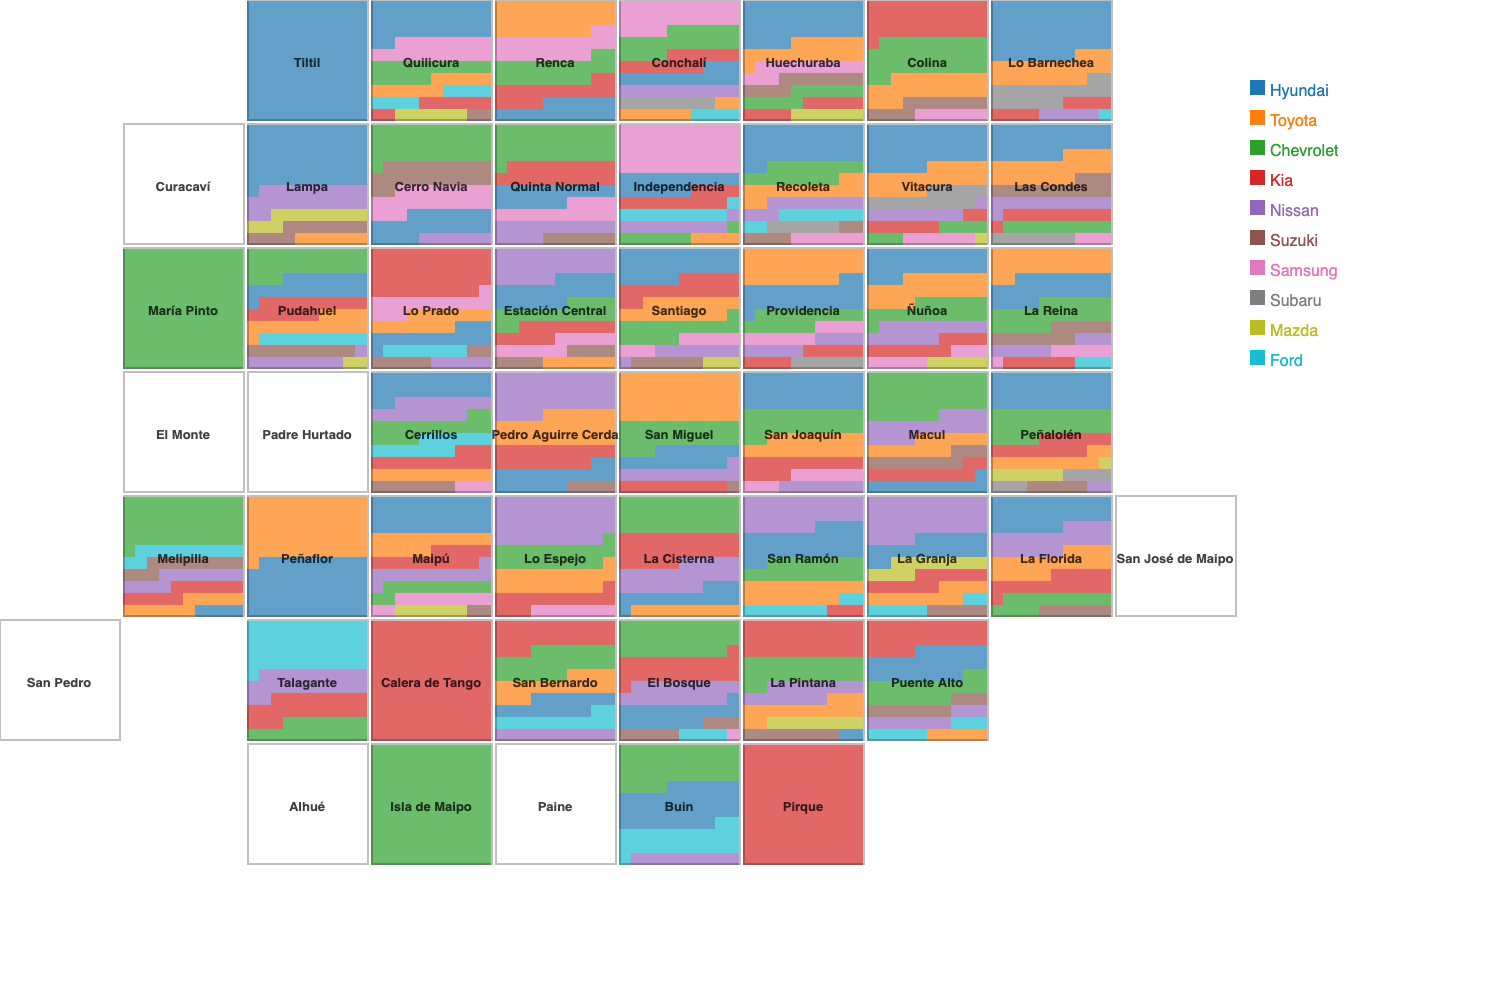 Tiltil
Quilicura
Renca
Conchalí
Huechuraba
Colina
Lo Barnechea
Curacaví
Lampa
Cerro Navia
Quinta Normal
Independencia
Recoleta
Vitacura
Las Condes
María Pinto
Pudahuel
Lo Prado
Estación Central
Santiago
Providencia
Ñuñoa
La Reina
El Monte
Padre Hurtado
Cerrillos
Pedro Aguirre Cerda
San Miguel
San Joaquín
Macul
Peñalolén
Melipilla
Peñaflor
Maipú
Lo Espejo
La Cisterna
San Ramón
La Granja
La Florida
San José de Maipo
San Pedro
Talagante
Calera de Tango
San Bernardo
El Bosque
La Pintana
Puente Alto
Alhué
Isla de Maipo
Paine
Buin
Pirque
Hyundai
Toyota
Chevrolet
Kia
Nissan
Suzuki
Samsung
Subaru
Mazda
Ford